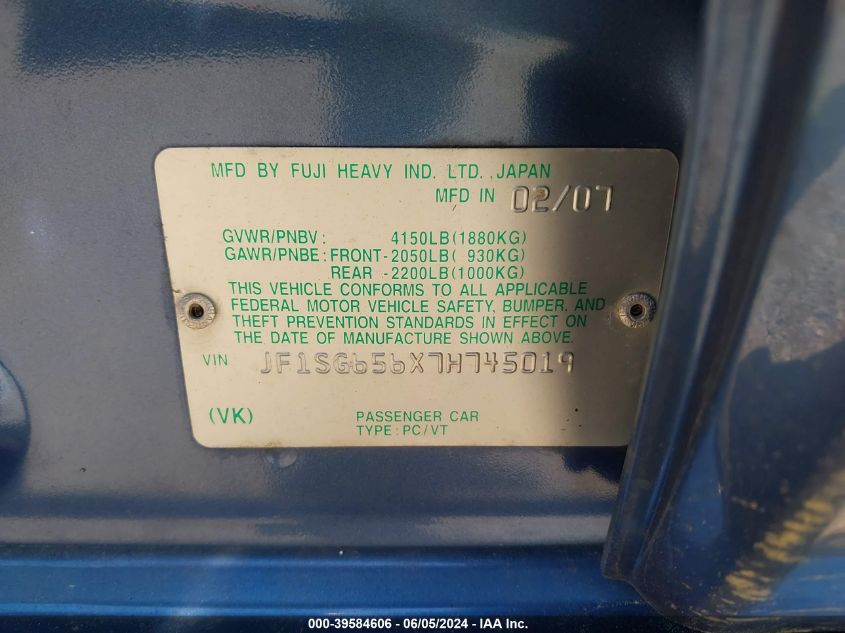 MFD BY FUJI HEAVY IND. LTD. ,JAPAN
MFD IN 02/07
GVWR/PNBV: 4150LB(1880KG)
GAWR/PNBE: FRONT-2050LB( 930KG)
REAR -2200LB(1000KG)
THIS VEHICLE CONFORMS TO ALL APPLICABLE
FEDERAL MOTOR VEHICLE SAFETY, BUMPER, AND
THEFT PREVENTION STANDARDS IN EFFECT ON
THE DATE OF MANUFACTURE SHOWN ABOVE.
VIN JF1SG656X7H745019
(VK) PASSENGER CAR
TYPE: PC/VT
000-39584606 - 06/05/2024 - IAA Inc.